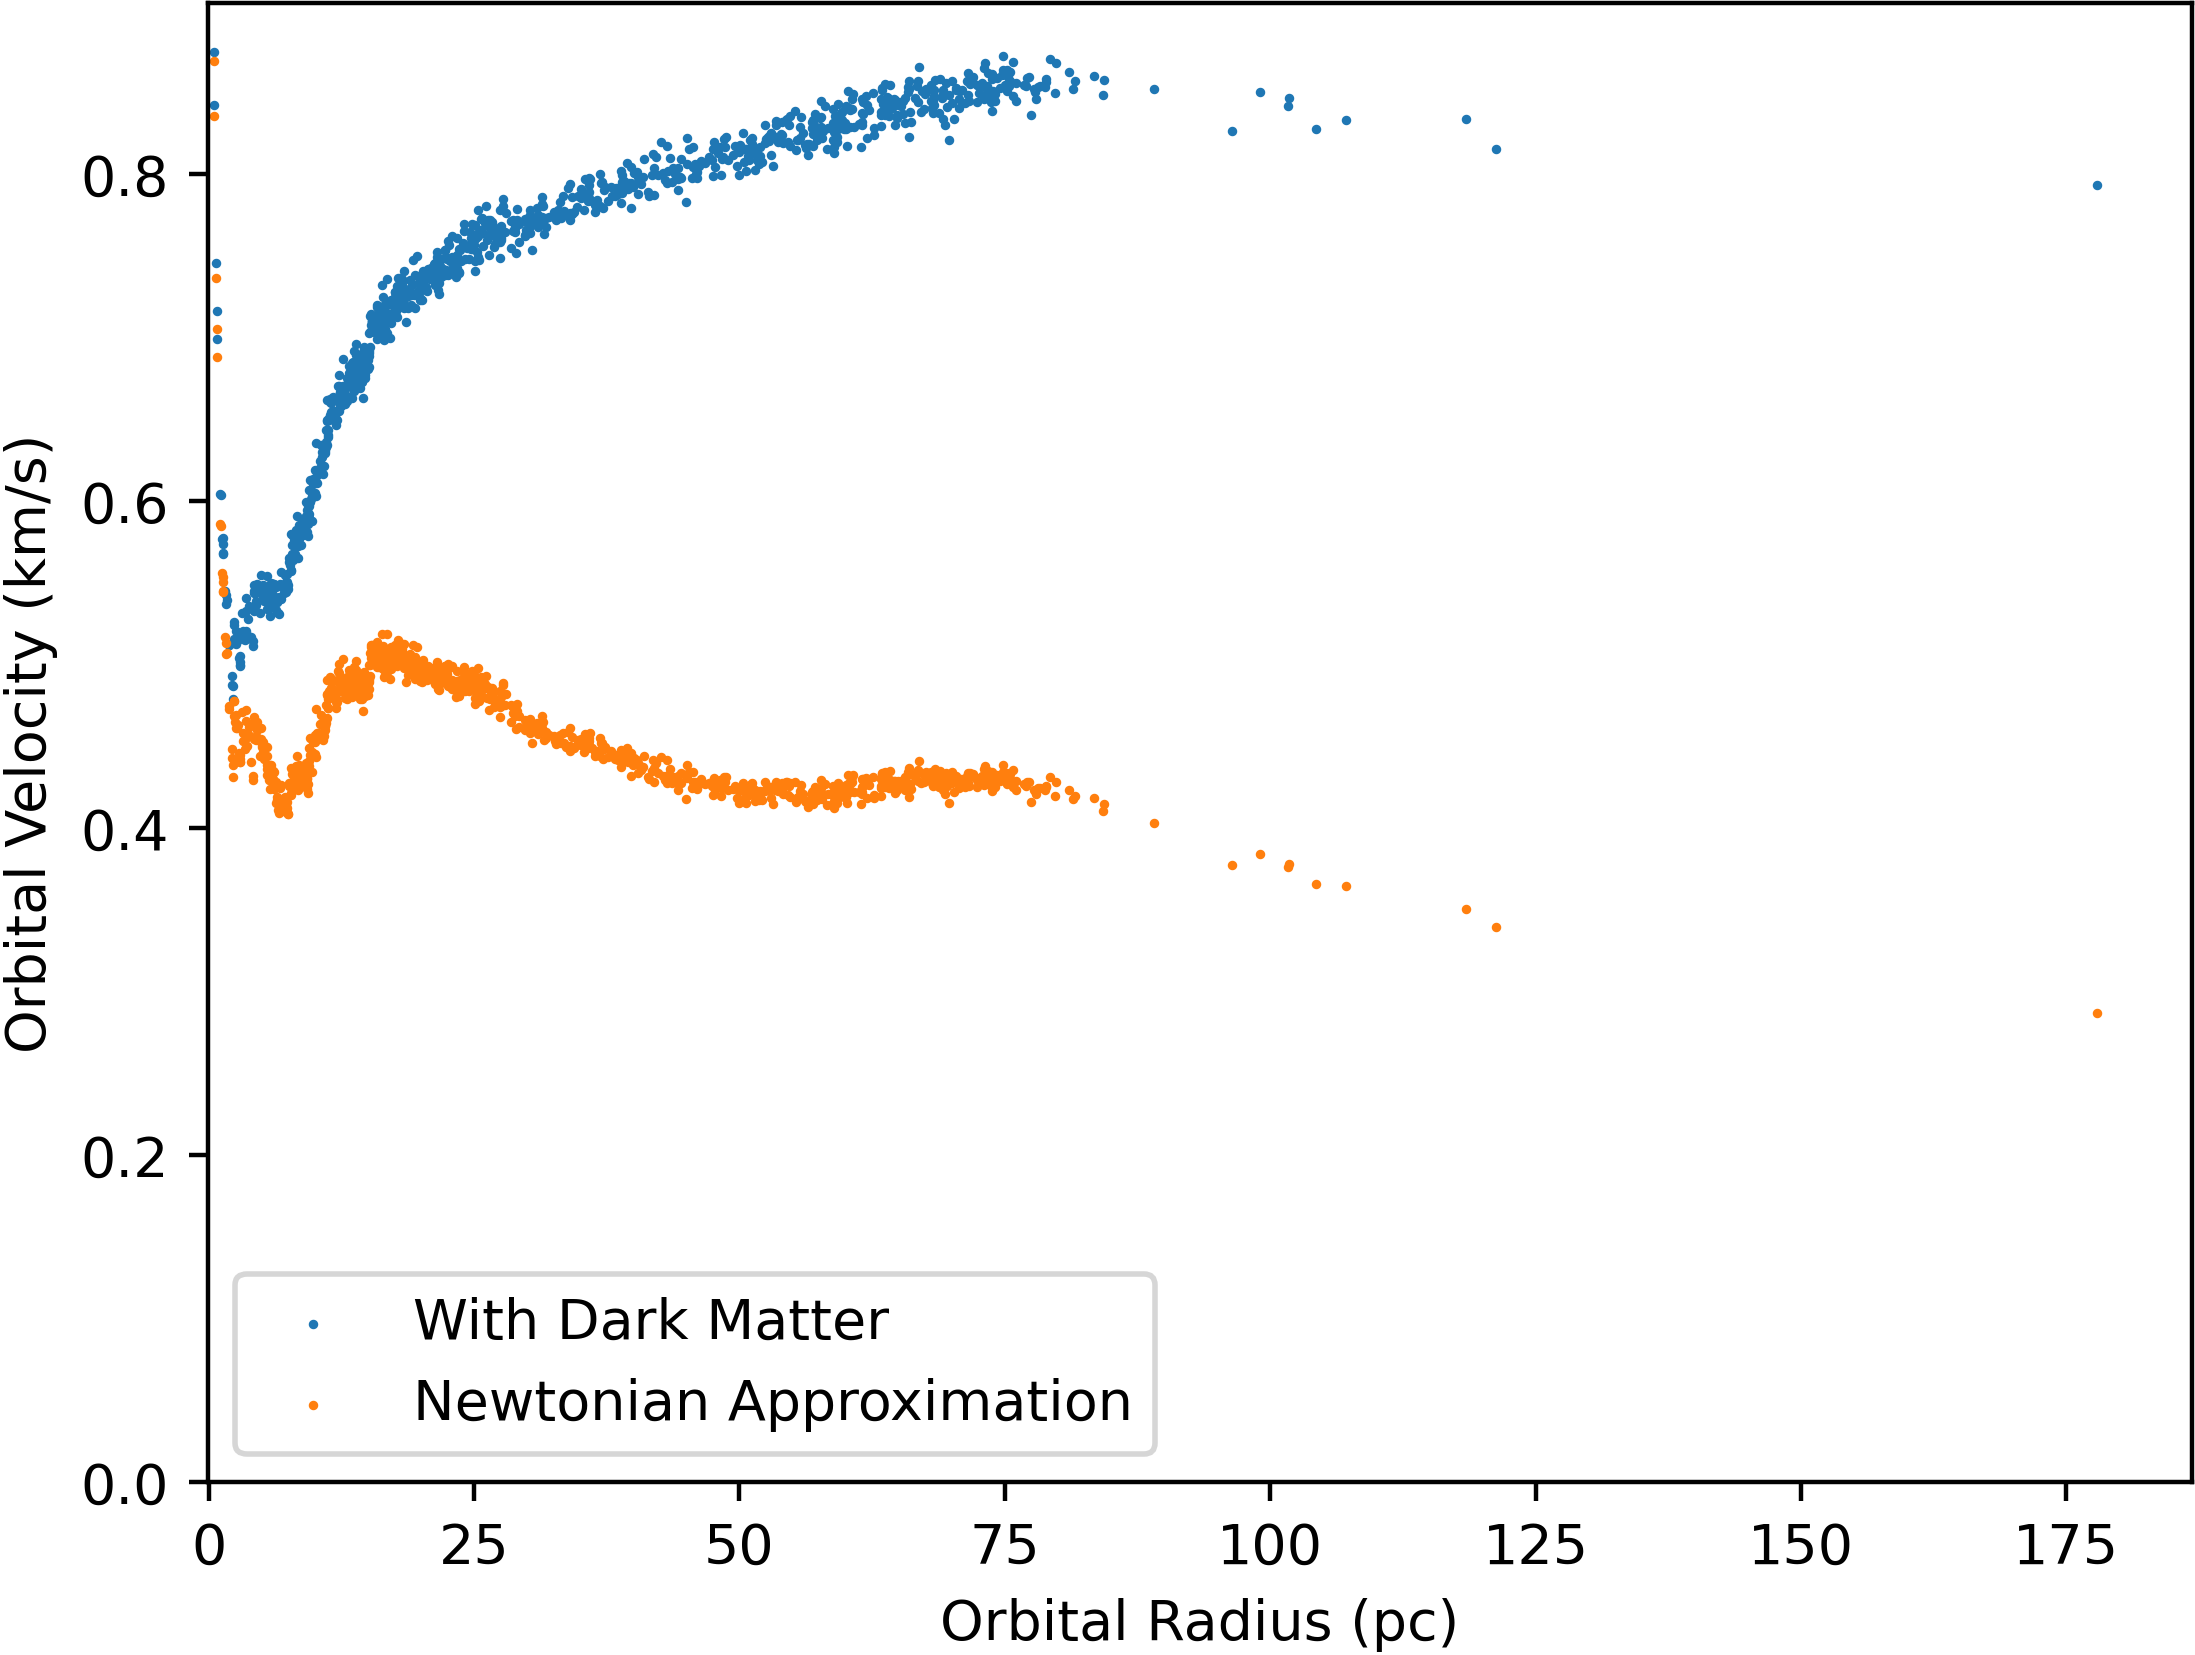 Orbital Velocity (km/s)
0.8
0.6
0.4
0.2
0.0
With Dark Matter
Newtonian Approximation
0 25 50 75 100 125 150 175
Orbital Radius (pc)